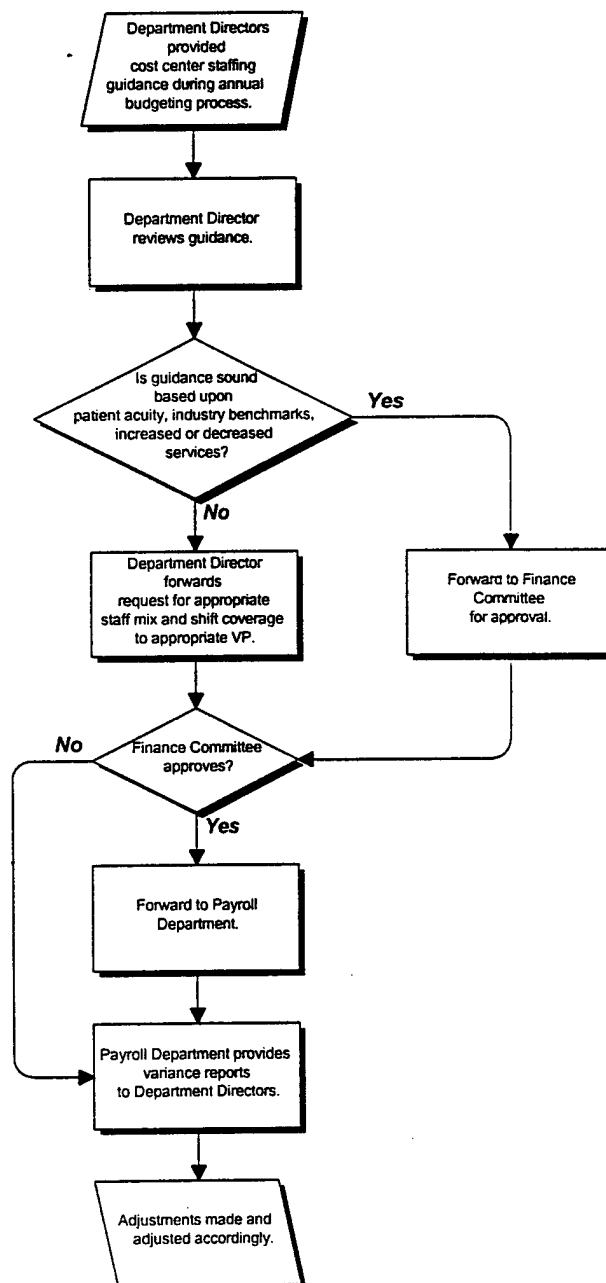 Department Directors
provided
cost center staffing
guidance during annual
budgeting process.
Department Director
reviews guidance.
Is guidance sound
based upon
patient acuity, industry benchmarks,
increased or decreased
services?
Yes
No
Department Director
forwards
request for appropriate
staff mix and shift coverage
to appropriate VP.
Forward to Finance
Committee
for approval.
No
Finance Committee
approves?
Yes
Forward to Payroll
Department.
Payroll Department provides
variance reports
to Department Directors.
Adjustments made and
adjusted accordingly.